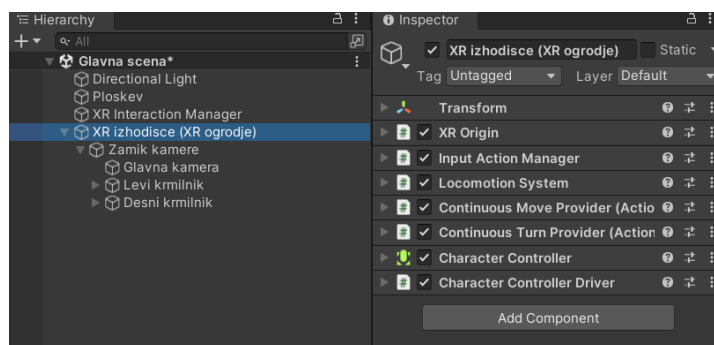 Hierarchy
All
Glavna scena*
Directional Light
Ploskev
XR Interaction Manager
XR izhodisce (XR ogrodje)
Zamik kamere
Glavna kamera
Levi krmilnik
Desni krmilnik
Inspector
XR izhodisce (XR ogrodje) Static
Tag Untagged Layer Default
Transform
XR Origin
Input Action Manager
Locomotion System
Continuous Move Provider (Actio
Continuous Turn Provider (Action
Character Controller
Character Controller Driver
Add Component